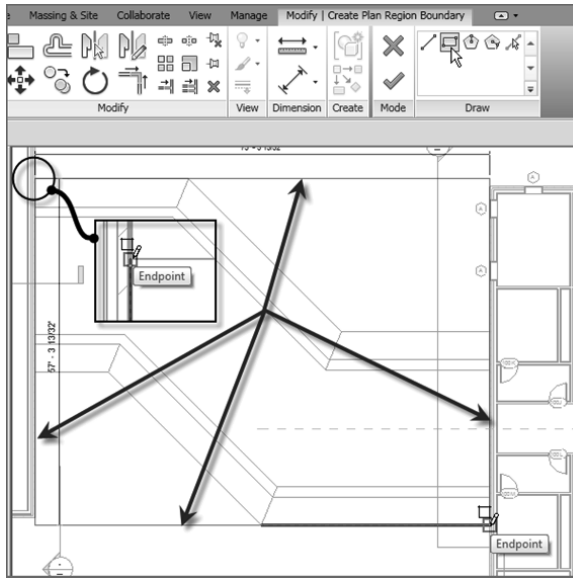 Massing & Site Collaborate View Manage Modify | Create Plan Region Boundary
Modify View Dimension Create Mode Draw
Endpoint
57' - 3 13/32"
Endpoint